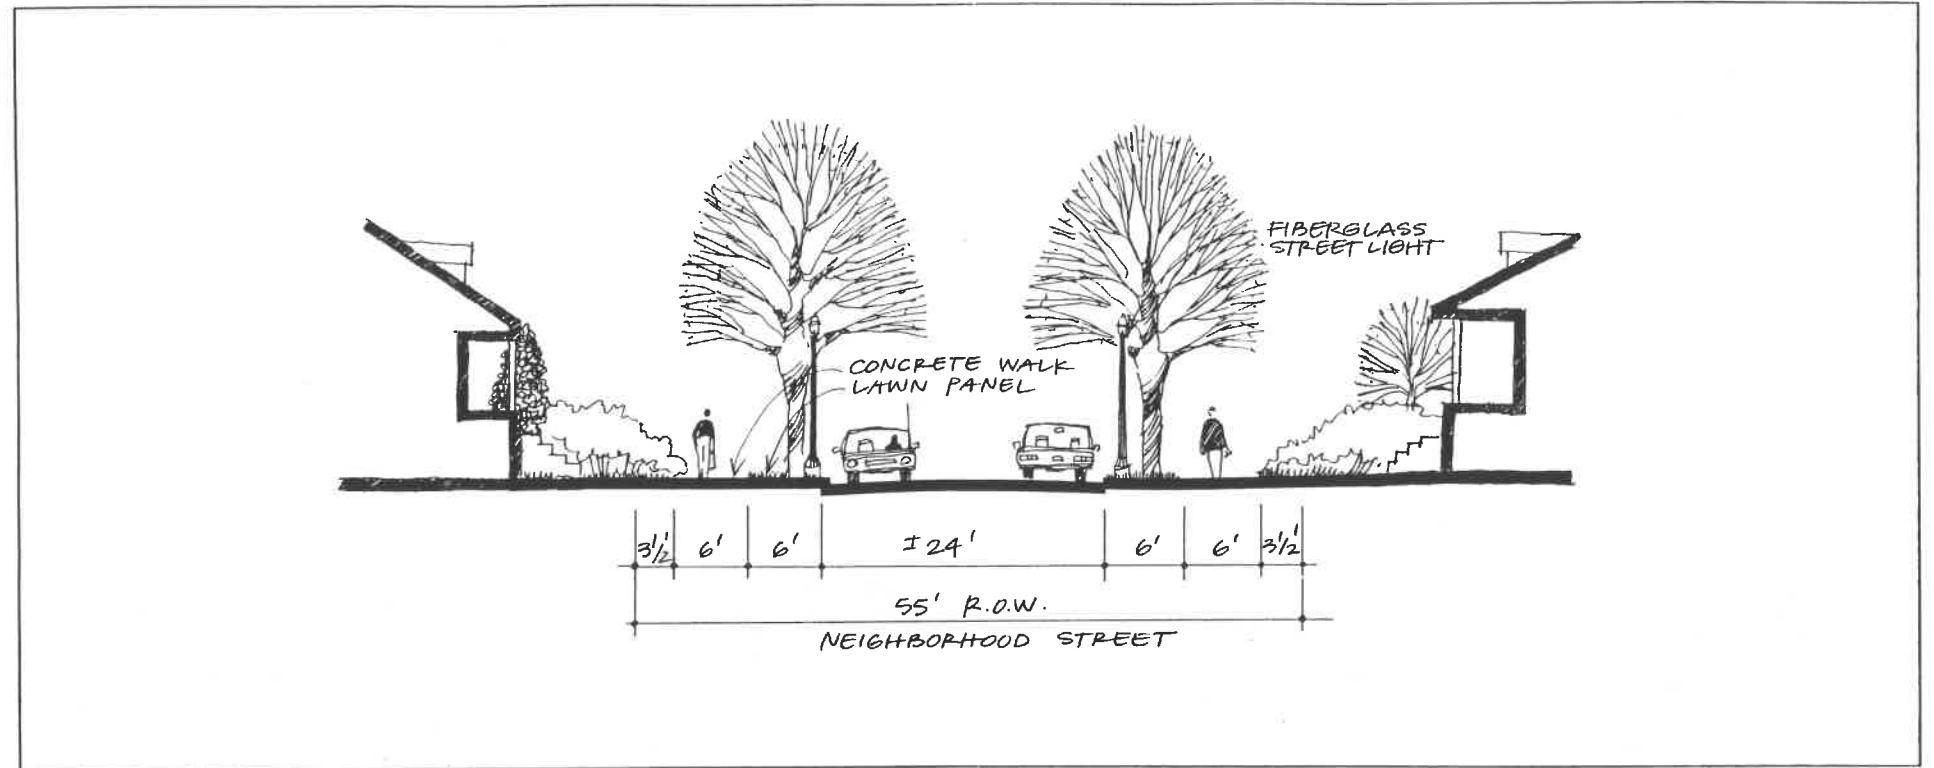 FIBERGLASS
STREET LIGHT
CONCRETE WALK
LAWN PANEL
3½' 6' 6' ±24' 6' 6' 3½'
55' R.O.W.
NEIGHBORHOOD STREET